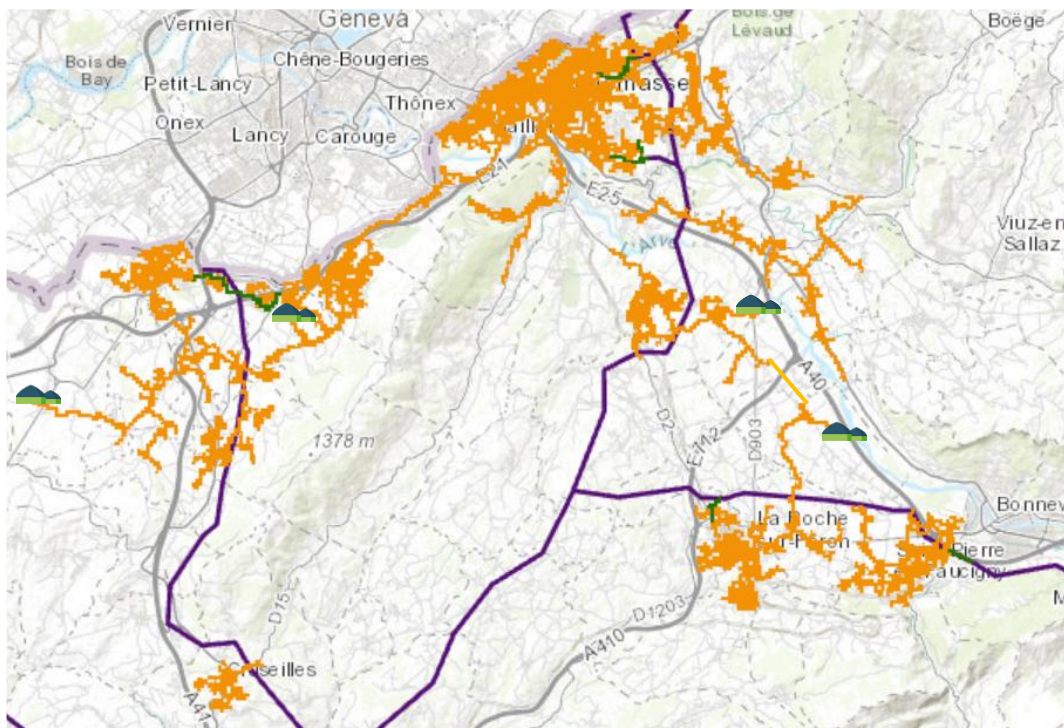 Geneva
Bois de
Lévaud
Boëge
Vernier
Bois de
Bay
Chêne-Bougeries
Petit-Lancy
Thônex
Onex
Lancy
Carouge
E21
E25
Viuz-en
Sallaz
L'Arve
A40
1378 m
D2
E712
D903
Bonnev
La Roche
D15
D1203
A410
A41